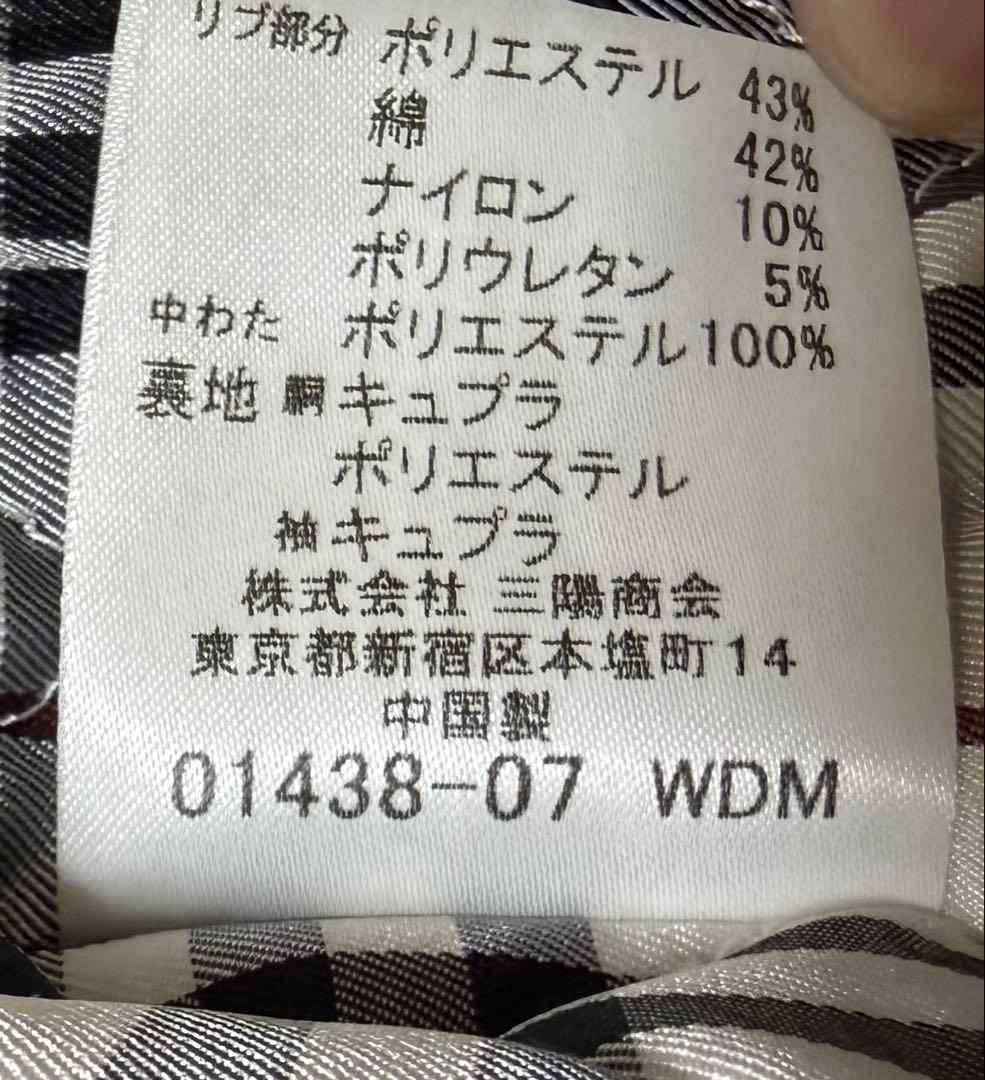 リブ部分 ポリエステル 43%
綿 42%
ナイロン 10%
ポリウレタン 5%
中わた ポリエステル100%
裏地 胴 キュプラ
ポリエステル
袖 キュプラ
株式会社 三陽商会
東京都新宿区本塩町14
中国製
01438-07 WDM